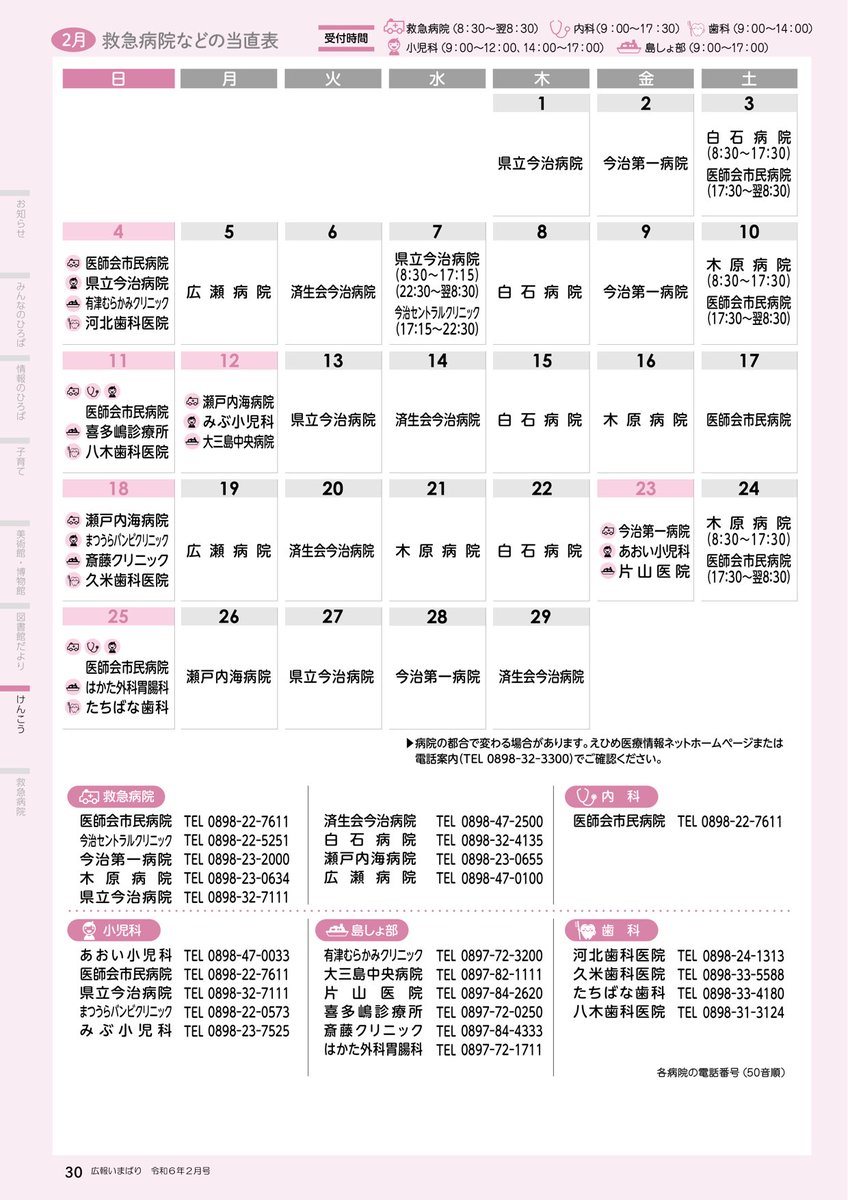 2月 救急病院などの当直表
受付時間 救急病院(8:30〜翌8:30) 内科(9:00〜17:30) 歯科(9:00〜14:00)
小児科(9:00〜12:00、14:00〜17:00) 島しょ部(9:00〜17:00)
日 月 火 水 木 金 土
1
県立今治病院
2
今治第一病院
3
白石病院
(8:30〜17:30)
医師会市民病院
(17:30〜翌8:30)
4
医師会市民病院
県立今治病院
有津むらかみクリニック
河北歯科医院
5
広瀬病院
6
済生会今治病院
7
県立今治病院
(8:30〜17:15)
(22:30〜翌8:30)
今治セントラルクリニック
(17:15〜22:30)
8
白石病院
9
今治第一病院
10
木原病院
(8:30〜17:30)
医師会市民病院
(17:30〜翌8:30)
11
医師会市民病院
喜多嶋診療所
八木歯科医院
12
瀬戸内海病院
みぶ小児科
大三島中央病院
13
県立今治病院
14
済生会今治病院
15
白石病院
16
木原病院
17
医師会市民病院
18
瀬戸内海病院
まつうらバンビクリニック
斎藤クリニック
久米歯科医院
19
広瀬病院
20
済生会今治病院
21
木原病院
22
白石病院
23
今治第一病院
あおい小児科
片山医院
24
木原病院
(8:30〜17:30)
医師会市民病院
(17:30〜翌8:30)
25
医師会市民病院
はかた外科胃腸科
たちばな歯科
26
瀬戸内海病院
27
県立今治病院
28
今治第一病院
29
済生会今治病院
▶病院の都合で変わる場合があります。えひめ医療情報ネットホームページまたは
電話案内(TEL 0898-32-3300)でご確認ください。
救急病院
医師会市民病院 TEL 0898-22-7611
今治セントラルクリニック TEL 0898-22-5251
今治第一病院 TEL 0898-23-2000
木原病院 TEL 0898-23-0634
県立今治病院 TEL 0898-32-7111
済生会今治病院 TEL 0898-47-2500
白石病院 TEL 0898-32-4135
瀬戸内海病院 TEL 0898-23-0655
広瀬病院 TEL 0898-47-0100
内科
医師会市民病院 TEL 0898-22-7611
小児科
あおい小児科 TEL 0898-47-0033
医師会市民病院 TEL 0898-22-7611
県立今治病院 TEL 0898-32-7111
まつうらバンビクリニック TEL 0898-22-0573
みぶ小児科 TEL 0898-23-7525
島しょ部
有津むらかみクリニック TEL 0897-72-3200
大三島中央病院 TEL 0897-82-1111
片山医院 TEL 0897-84-2620
喜多嶋診療所 TEL 0897-72-0250
斎藤クリニック TEL 0897-84-4333
はかた外科胃腸科 TEL 0897-72-1711
歯科
河北歯科医院 TEL 0898-24-1313
久米歯科医院 TEL 0898-33-5588
たちばな歯科 TEL 0898-33-4180
八木歯科医院 TEL 0898-31-3124
各病院の電話番号(50音順)
お知らせ
みんなのひろば
情報のひろば
子育て
美術館・博物館
図書館だより
けんこう
救急病院
30 広報いまばり 令和6年2月号